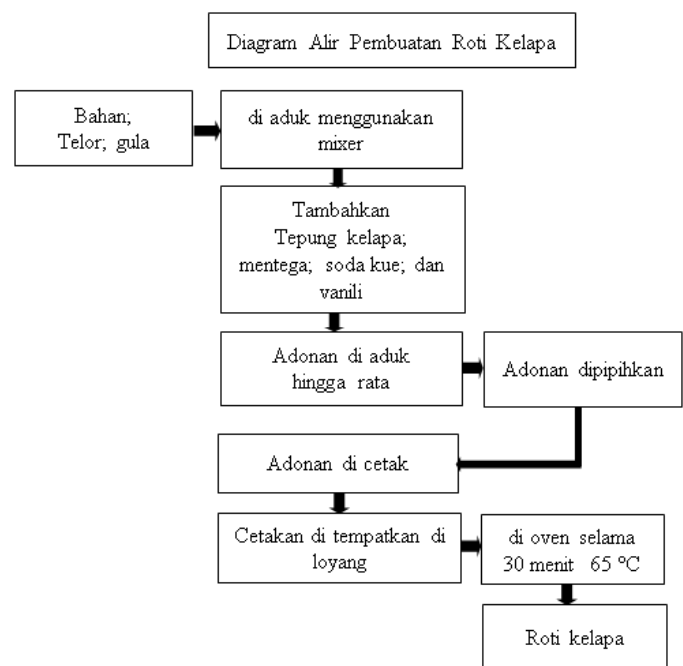 Diagram Alir Pembuatan Roti Kelapa
Bahan;
Telor; gula
di aduk menggunakan
mixer
Tambahkan
Tepung kelapa;
mentega; soda kue; dan
vanili
Adonan di aduk
hingga rata
Adonan dipipihkan
Adonan di cetak
Cetakan di tempatkan di
loyang
di oven selama
30 menit 65 °C
Roti kelapa